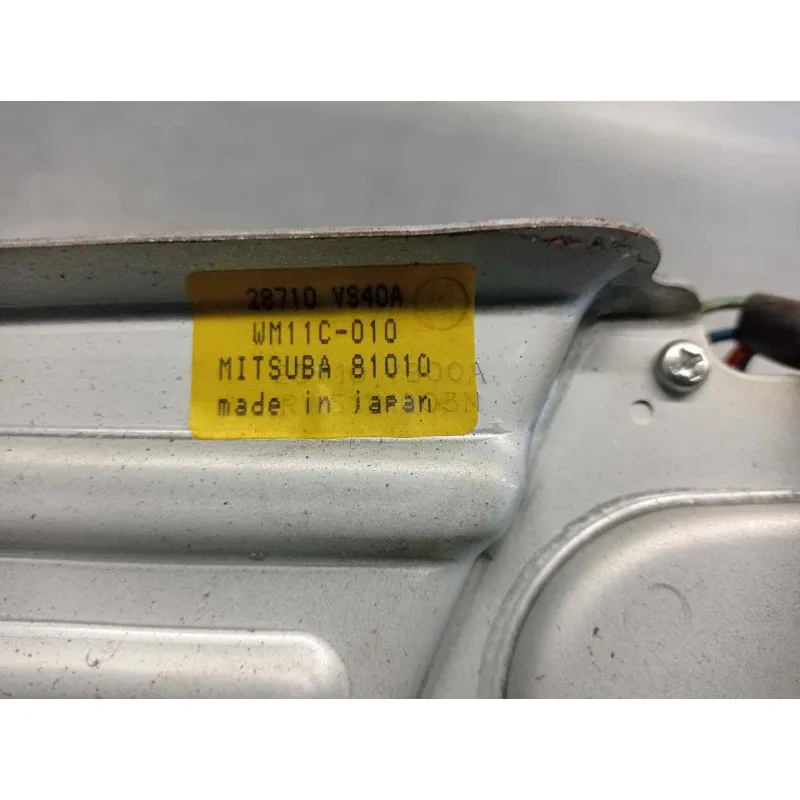 28710 VS40A
WM11C-010
MITSUBA 81010
made in japan